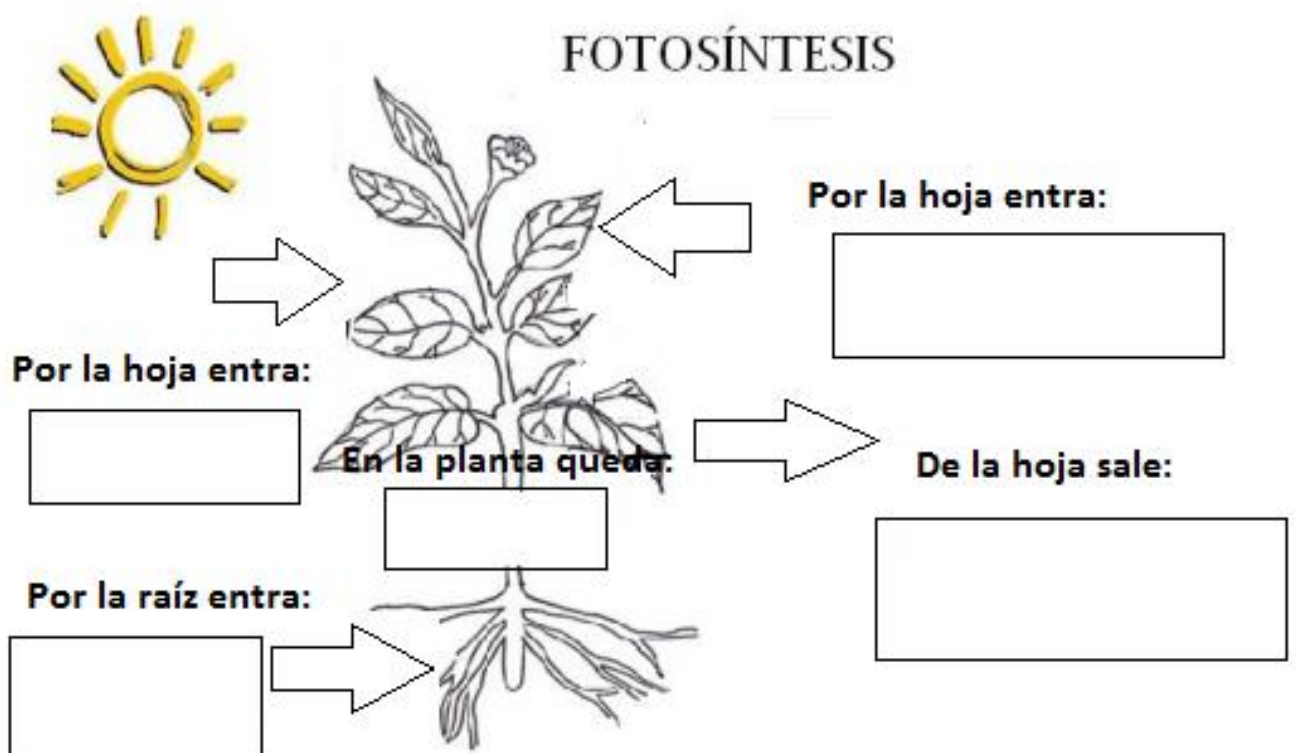 FOTOSÍNTESIS
Por la hoja entra:
Por la hoja entra:
En la planta queda:
De la hoja sale:
Por la raíz entra: